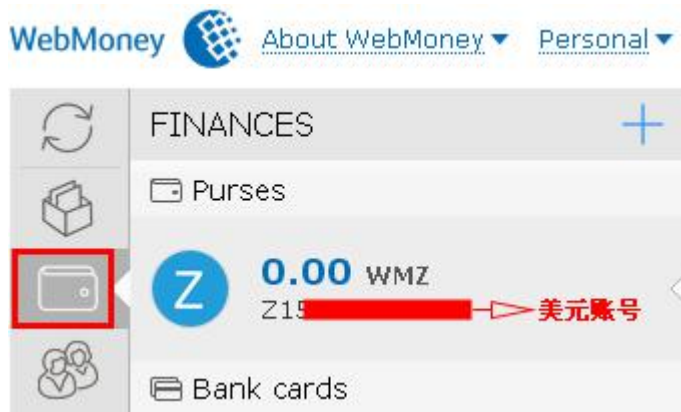 WebMoney About WebMoney Personal
FINANCES
Purses
Z
0.00 WMZ
Z15
美元账号
Bank cards